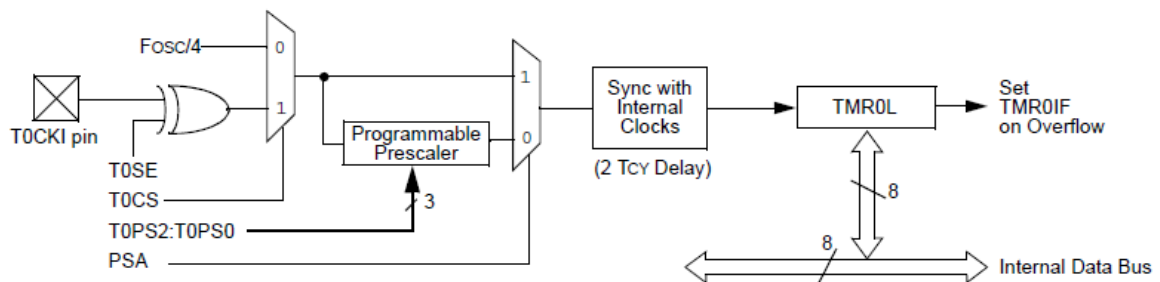 FOSC/4
0
1
T0CKI pin
T0SE
T0CS
T0PS2:T0PS0
PSA
Programmable
Prescaler
3
1
0
Sync with
Internal
Clocks
(2 TCY Delay)
TMR0L
Set
TMR0IF
on Overflow
8
8
Internal Data Bus